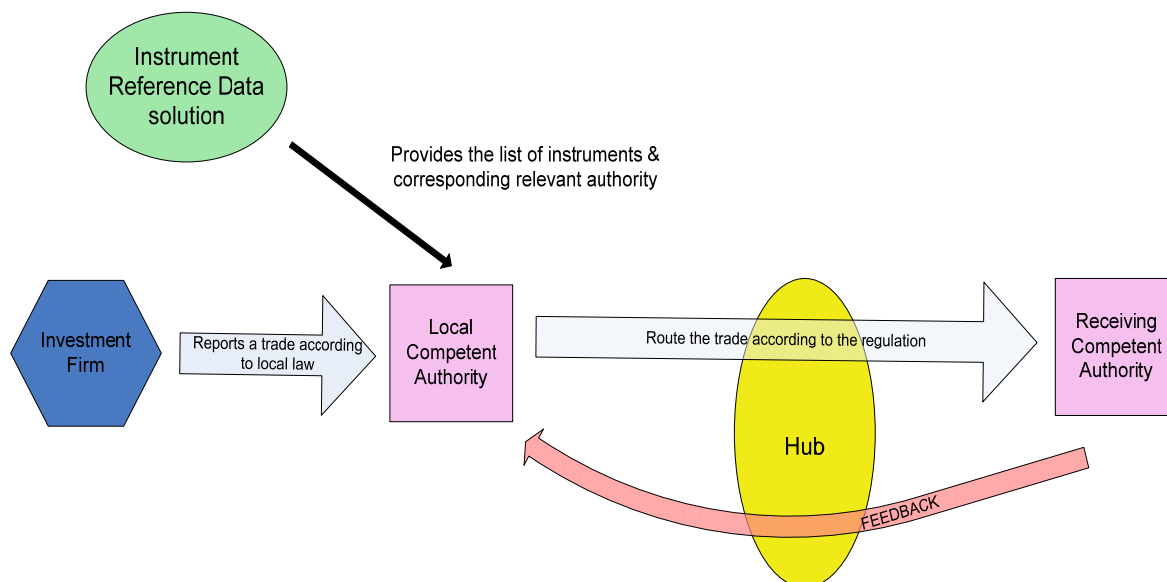 Instrument
Reference Data
solution
Provides the list of instruments &
corresponding relevant authority
Investment
Firm
Reports a trade according
to local law
Local
Competent
Authority
Route the trade according to the regulation
Receiving
Competent
Authority
Hub
FEEDBACK